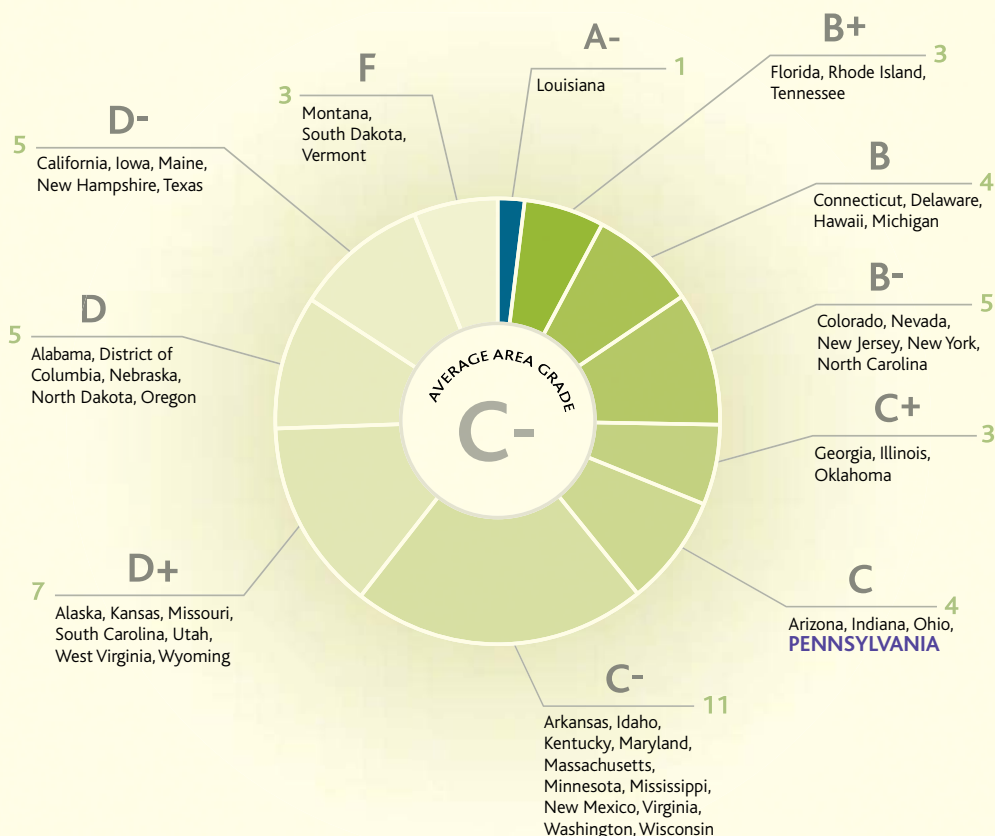 A-
1
Louisiana
B+
3
Florida, Rhode Island,
Tennessee
B
4
Connecticut, Delaware,
Hawaii, Michigan
B-
5
Colorado, Nevada,
New Jersey, New York,
North Carolina
C+
3
Georgia, Illinois,
Oklahoma
C
4
Arizona, Indiana, Ohio,
PENNSYLVANIA
C-
11
Arkansas, Idaho,
Kentucky, Maryland,
Massachusetts,
Minnesota, Mississippi,
New Mexico, Virginia,
Washington, Wisconsin
D+
7
Alaska, Kansas, Missouri,
South Carolina, Utah,
West Virginia, Wyoming
D
5
Alabama, District of
Columbia, Nebraska,
North Dakota, Oregon
D-
5
California, Iowa, Maine,
New Hampshire, Texas
F
3
Montana,
South Dakota,
Vermont
AVERAGE AREA GRADE
C-